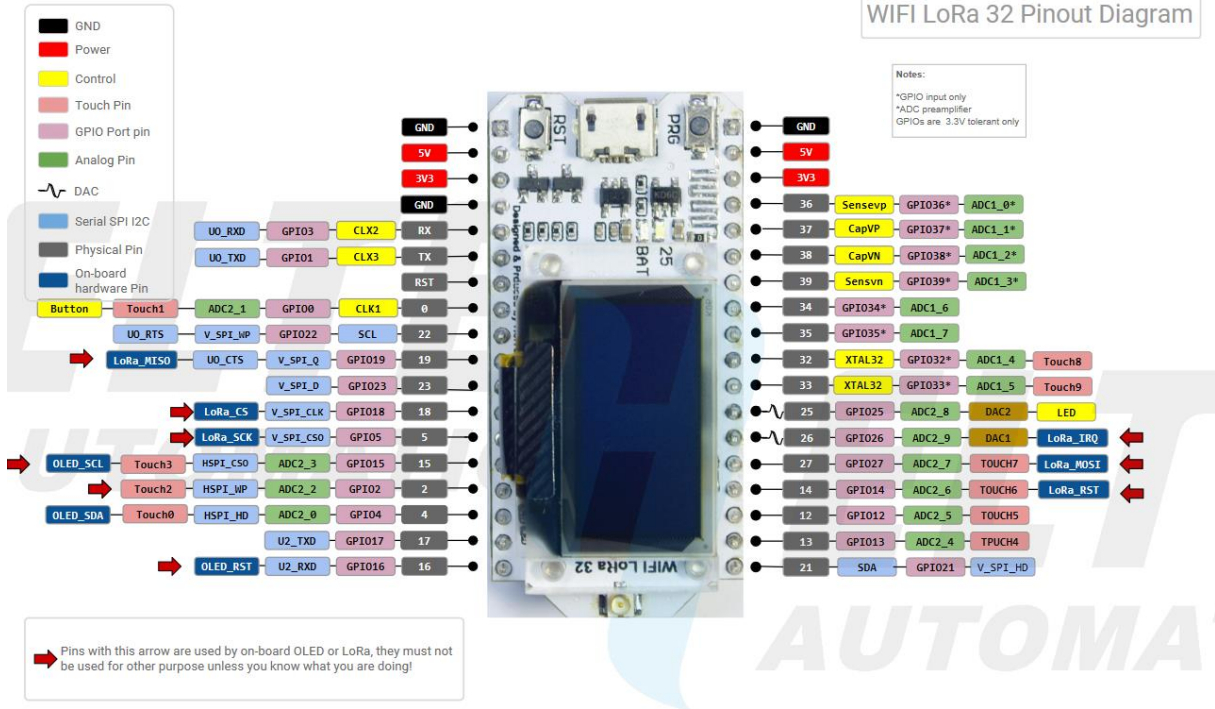 WIFI LoRa 32 Pinout Diagram
GND
Power
Control
Touch Pin
GPIO Port pin
Analog Pin
DAC
Serial SPI I2C
Physical Pin
On-board
hardware Pin
Notes:
*GPIO input only
*ADC preamplifier
GPIOs are 3.3V tolerant only
GND
5V
3V3
GND
UO_RXD GPIO3 CLX2 RX
UO_TXD GPIO1 CLX3 TX
RST
Button Touch1 ADC2_1 GPIO0 CLK1 0
UO_RTS V_SPI_WP GPIO22 SCL 22
LoRa_MISO UO_CTS V_SPI_Q GPIO19 19
V_SPI_D GPIO23 23
LoRa_CS V_SPI_CLK GPIO18 18
LoRa_SCK V_SPI_CSO GPIO5 5
OLED_SCL Touch3 HSPI_CSO ADC2_3 GPIO15 15
Touch2 HSPI_WP ADC2_2 GPIO2 2
OLED_SDA Touch0 HSPI_HD ADC2_0 GPIO4 4
U2_TXD GPIO17 17
OLED_RST U2_RXD GPIO16 16
RST
PRG
25
BAT
WIFI LoRa 32
GND
5V
3V3
36 Sensevp GPIO36* ADC1_0*
37 CapVP GPIO37* ADC1_1*
38 CapVN GPIO38* ADC1_2*
39 Sensvn GPIO39* ADC1_3*
34 GPIO34* ADC1_6
35 GPIO35* ADC1_7
32 XTAL32 GPIO32* ADC1_4 Touch8
33 XTAL32 GPIO33* ADC1_5 Touch9
25 GPIO25 ADC2_8 DAC2 LED
26 GPIO26 ADC2_9 DAC1 LoRa_IRQ
27 GPIO27 ADC2_7 TOUCH7 LoRa_MOSI
14 GPIO14 ADC2_6 TOUCH6 LoRa_RST
12 GPIO12 ADC2_5 TOUCH5
13 GPIO13 ADC2_4 TPUCH4
21 SDA GPIO21 V_SPI_HD
Pins with this arrow are used by on-board OLED or LoRa, they must not
be used for other purpose unless you know what you are doing!